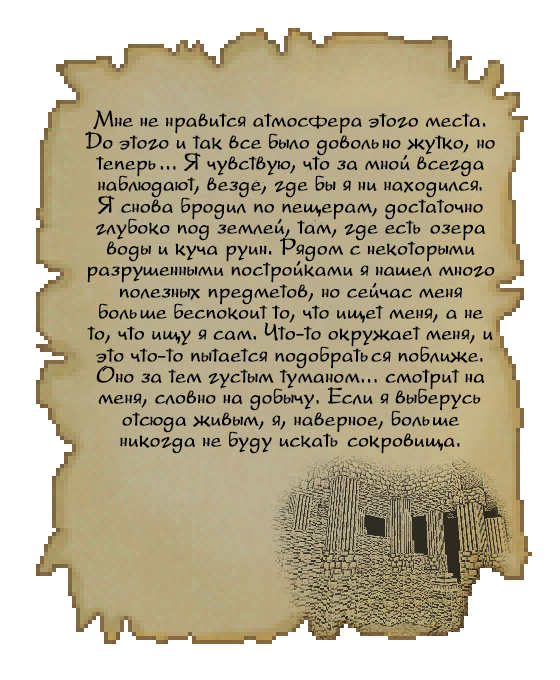 Мне не нравится атмосфера этого места.
До этого и так все было довольно жутко, но
теперь... Я чувствую, что за мной всегда
наблюдают, везде, где бы я ни находился.
Я снова бродил по пещерам, достаточно
глубоко под землей, там, где есть озера
воды и куча руин. Рядом с некоторыми
разрушенными постройками я нашел много
полезных предметов, но сейчас меня
больше беспокоит то, что ищет меня, а не
то, что ищу я сам. Что-то окружает меня, и
это что-то пытается подобраться поближе.
Оно за тем густым туманом... смотрит на
меня, словно на добычу. Если я выберусь
отсюда живым, я, наверное, больше
никогда не буду искать сокровища.